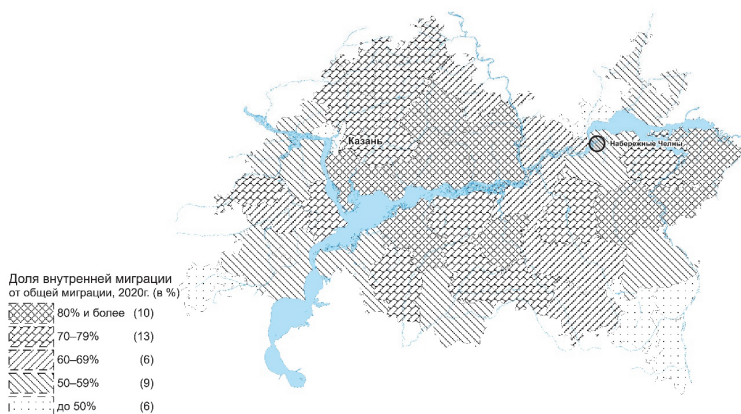 Казань
Набережные Челны
Доля внутренней миграции
от общей миграции, 2020г. (в %)
80% и более (10)
70–79% (13)
60–69% (6)
50–59% (9)
до 50% (6)